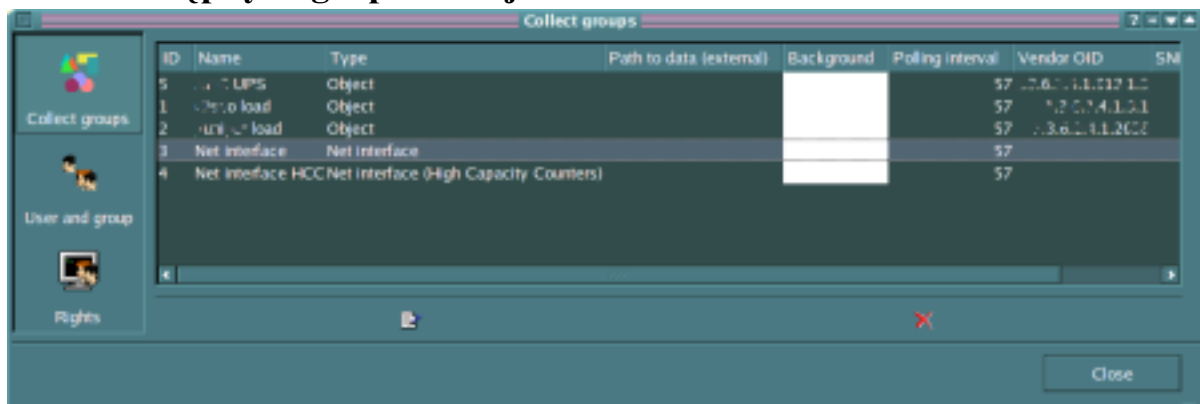 Collect groups
ID Name Type Path to data (external) Background Polling interval Vendor OID SNI
5 UPS Object 57
1 load Object 57
2 load Object 57
3 Net interface Net interface 57
4 Net interface HCC Net interface (High Capacity Counters) 57
Collect groups
User and group
Rights
Close